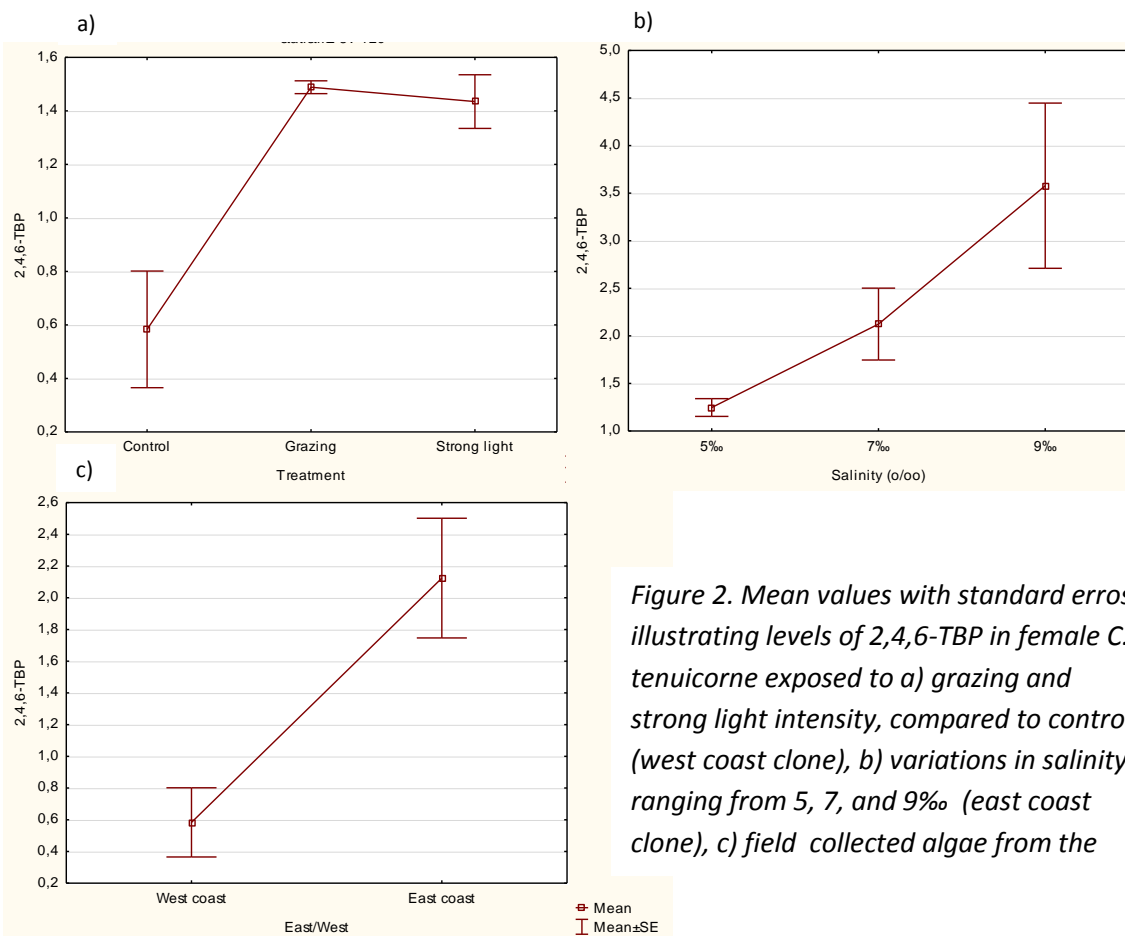 a)
1,6
1,4
1,2
1,0
0,8
0,6
0,4
0,2
2,4,6-TBP
Control Grazing Strong light
Treatment
b)
5,0
4,5
4,0
3,5
3,0
2,5
2,0
1,5
1,0
2,4,6-TBP
5‰ 7‰ 9‰
Salinity (o/oo)
c)
2,6
2,4
2,2
2,0
1,8
1,6
1,4
1,2
1,0
0,8
0,6
0,4
0,2
2,4,6-TBP
West coast East coast
East/West
Mean
Mean±SE
Figure 2. Mean values with standard erros
illustrating levels of 2,4,6-TBP in female C.
tenuicorne exposed to a) grazing and
strong light intensity, compared to contro
(west coast clone), b) variations in salinity
ranging from 5, 7, and 9‰ (east coast
clone), c) field collected algae from the